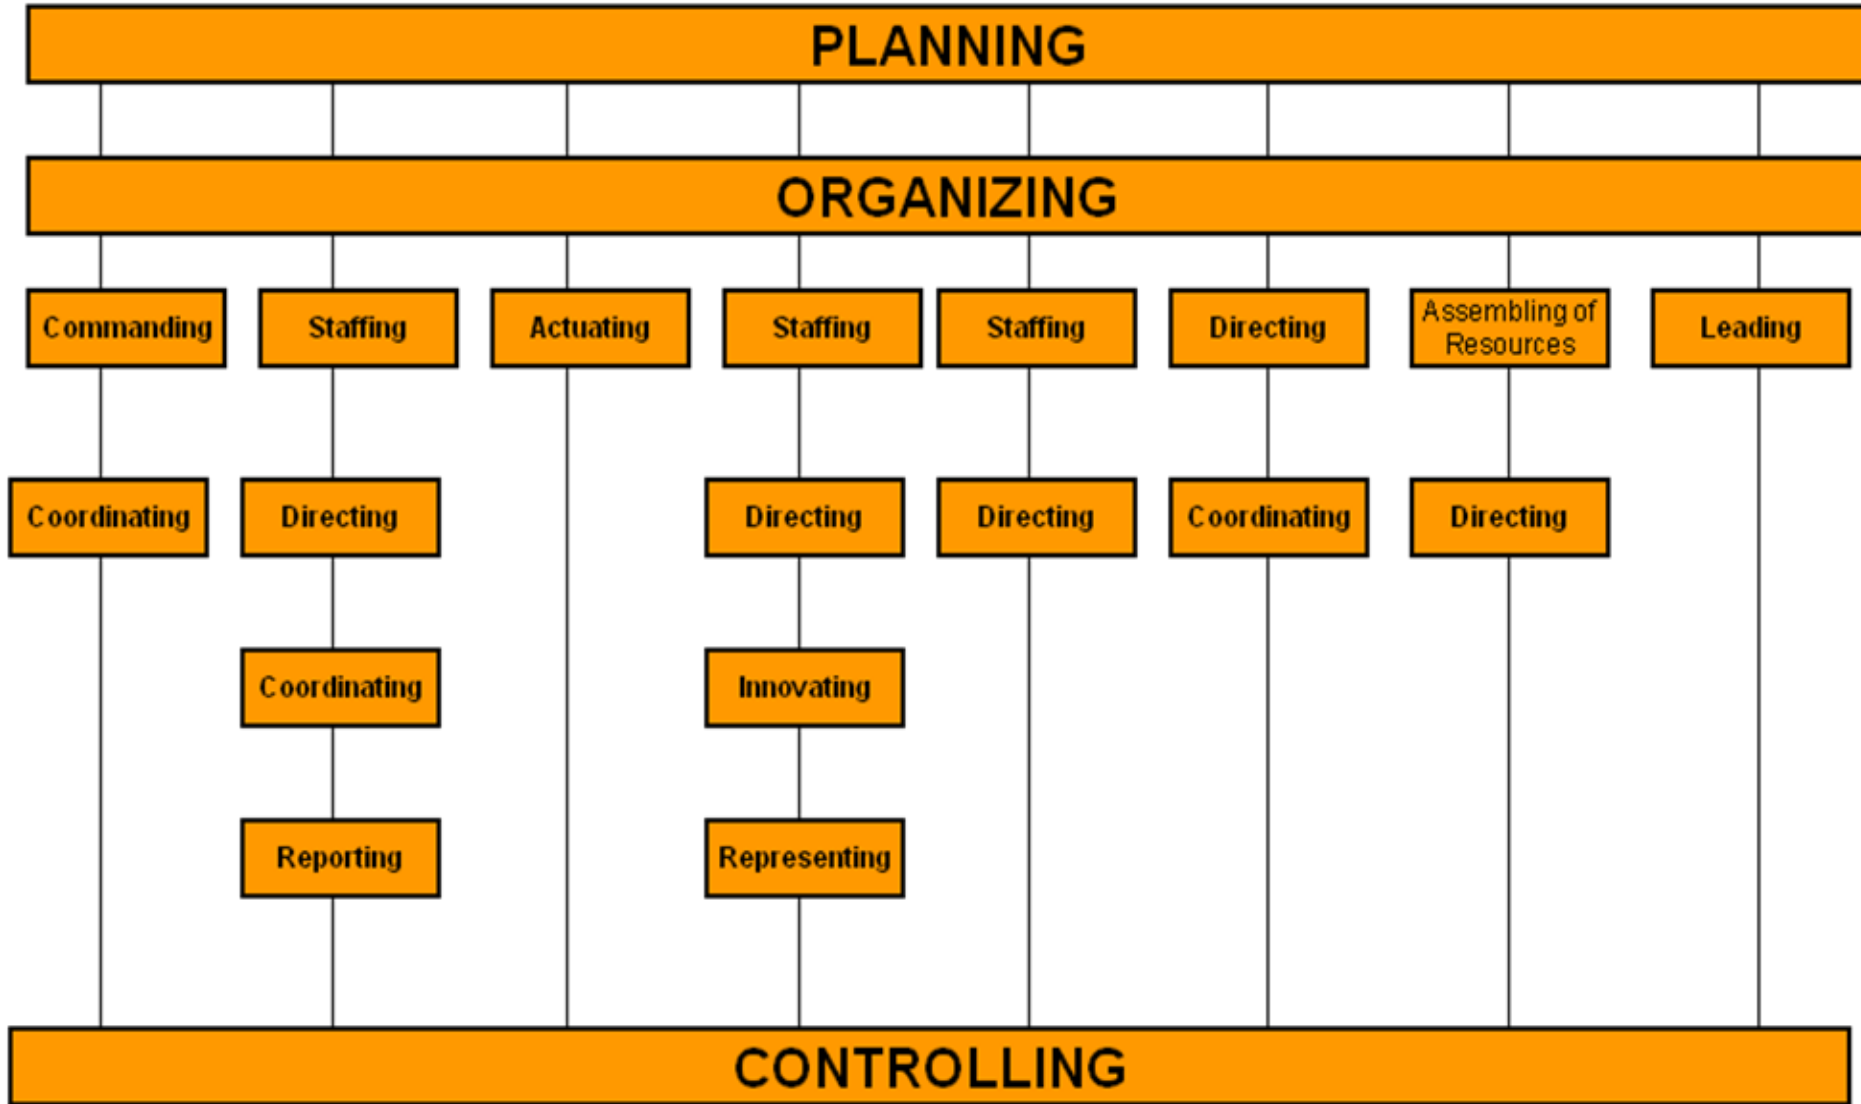 PLANNING
ORGANIZING
Commanding
Staffing
Actuating
Staffing
Staffing
Directing
Assembling of
Resources
Leading
Coordinating
Directing
Directing
Directing
Coordinating
Directing
Coordinating
Innovating
Reporting
Representing
CONTROLLING